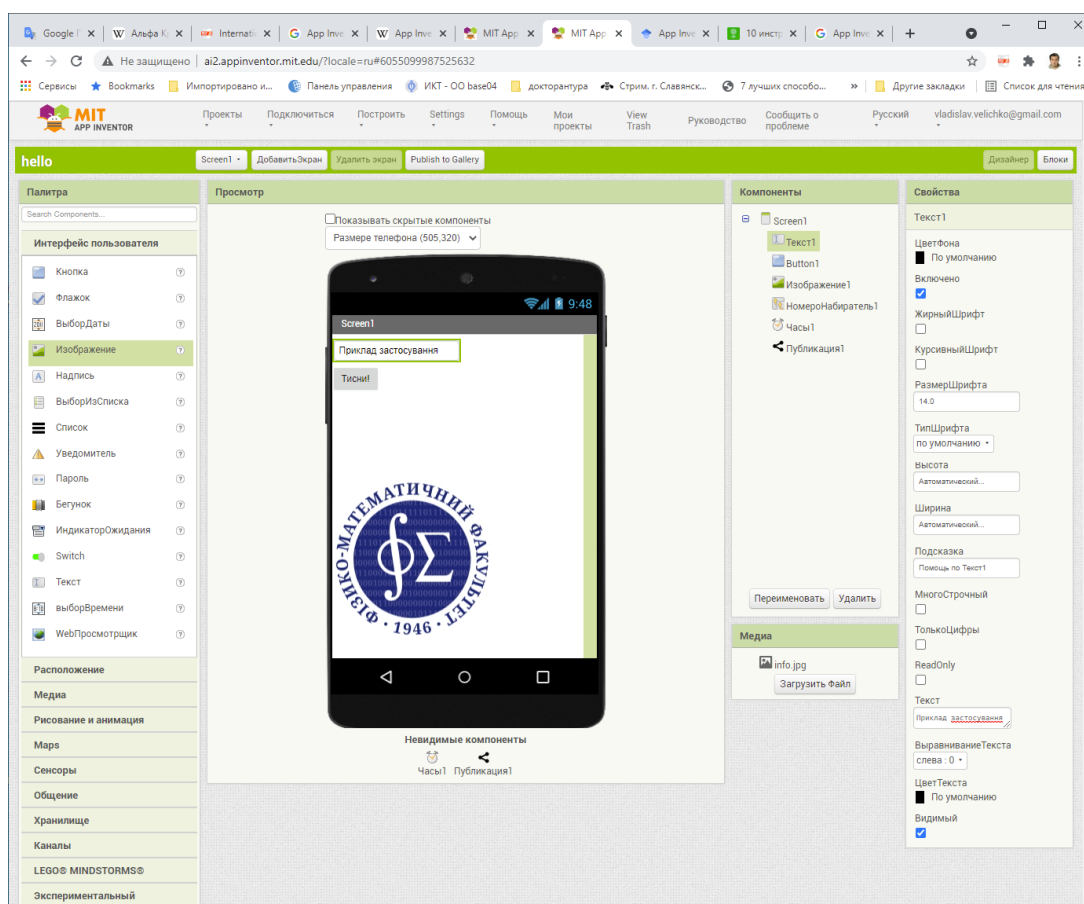 Google П
Альфа К
Internatio
App Inve
App Inve
MIT App
MIT App
App Inve
10 инстр
App Inve
Не защищено | ai2.appinventor.mit.edu/?locale=ru#6055099987525632
Сервисы Bookmarks Импортировано и... Панель управления ИКТ - ОО base04 докторантура Стрим. г. Славянск... 7 лучших способо... » Другие закладки Список для чтения
MIT
APP INVENTOR
Проекты Подключиться Построить Settings Помощь Мои проекты View Trash Руководство Сообщить о проблеме Русский vladislav.velichko@gmail.com
hello
Screen1 ДобавитьЭкран Удалить экран Publish to Gallery Дизайнер Блоки
Палитра
Search Components...
Интерфейс пользователя
Кнопка
Флажок
ВыборДаты
Изображение
Надпись
ВыборИзСписка
Список
Уведомитель
Пароль
Бегунок
ИндикаторОжидания
Switch
Текст
выборВремени
WebПросмотрщик
Расположение
Медиа
Рисование и анимация
Maps
Сенсоры
Общение
Хранилище
Каналы
LEGO® MINDSTORMS®
Экспериментальный
Просмотр
Показывать скрытые компоненты
Размере телефона (505,320)
9:48
Screen1
Приклад застосування
Тисни!
ФІЗИКО-МАТЕМАТИЧНИЙ ФАКУЛЬТЕТ
ϕΣ
· 1946 ·
Невидимые компоненты
Часы1 Публикация1
Компоненты
Screen1
Текст1
Button1
Изображение1
НомероНабиратель1
Часы1
Публикация1
Переименовать Удалить
Медиа
info.jpg
Загрузить Файл
Свойства
Текст1
ЦветФона
По умолчанию
Включено
ЖирныйШрифт
КурсивныйШрифт
РазмерШрифта
14.0
ТипШрифта
по умолчанию
Высота
Автоматический...
Ширина
Автоматический...
Подсказка
Помощь по Текст1
МногоСтрочный
ТолькоЦифры
ReadOnly
Текст
Приклад застосування
ВыравниваниеТекста
слева : 0
ЦветТекста
По умолчанию
Видимый